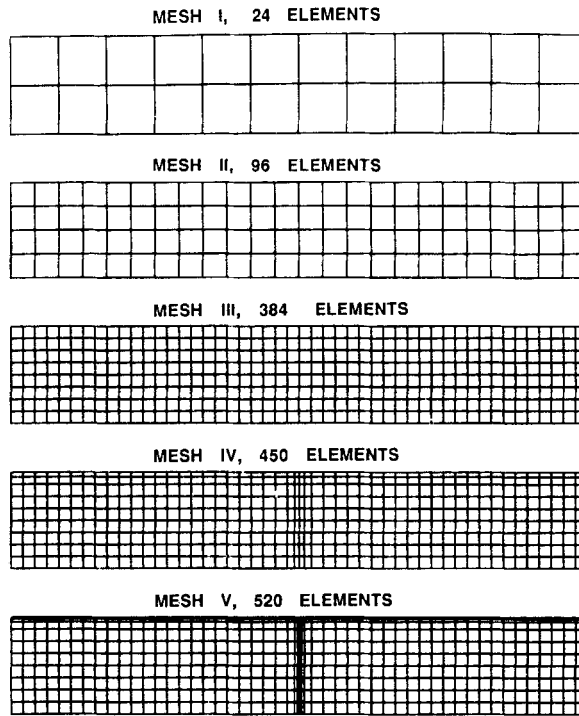 MESH I, 24 ELEMENTS
MESH II, 96 ELEMENTS
MESH III, 384 ELEMENTS
MESH IV, 450 ELEMENTS
MESH V, 520 ELEMENTS